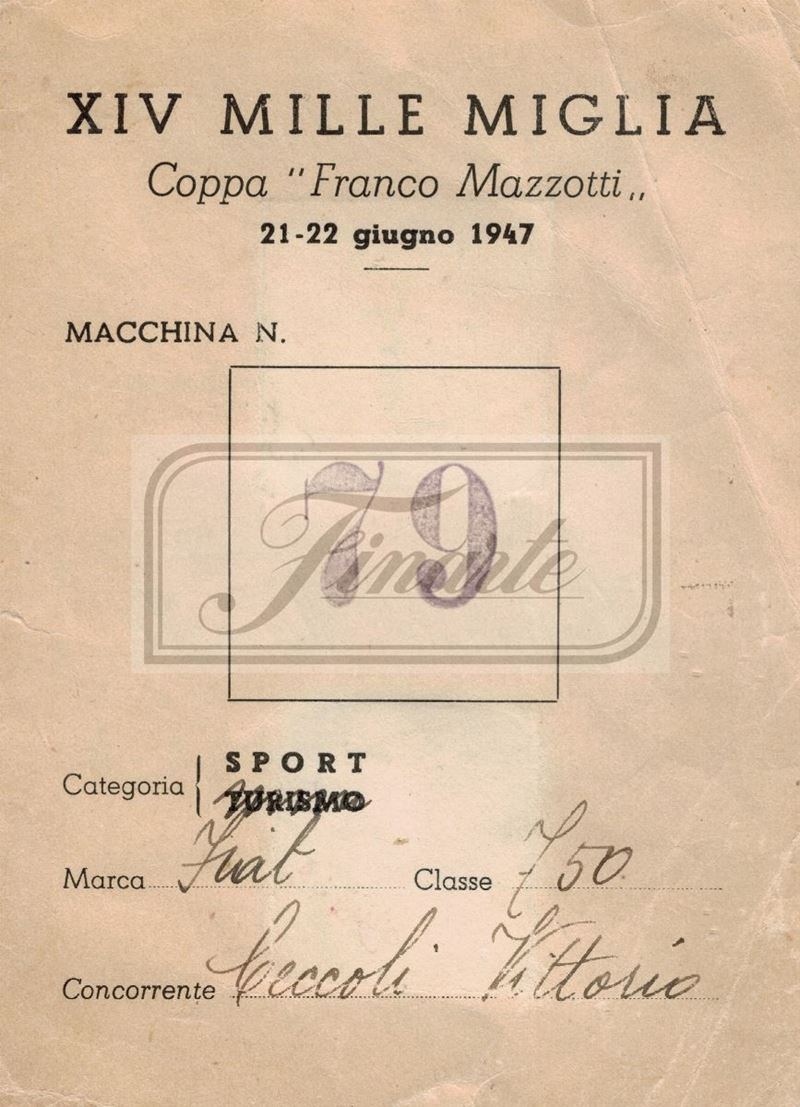 XIV MILLE MIGLIA
Coppa "Franco Mazzotti„
21-22 giugno 1947
MACCHINA N.
79
Finarte
Categoria { SPORT
TURISMO
Marca Fiat Classe 750
Concorrente Ceccoli Vittorio